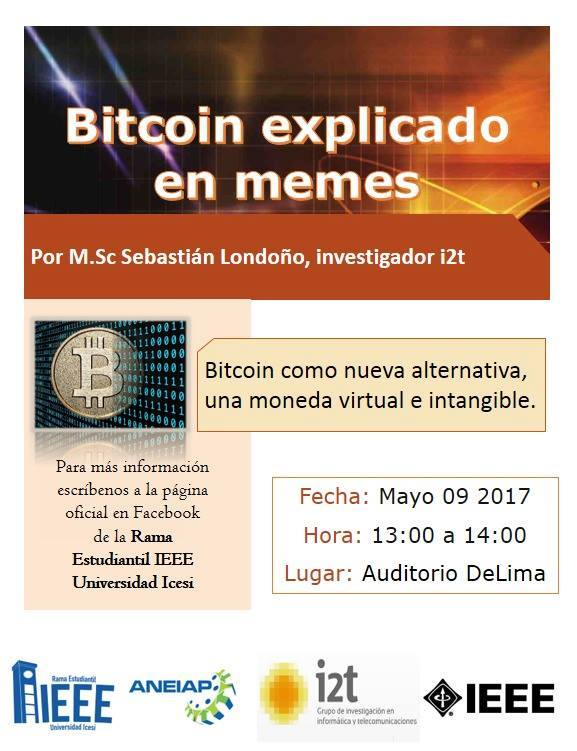 Bitcoin explicado
en memes
Por M.Sc Sebastián Londoño, investigador i2t
Bitcoin como nueva alternativa,
una moneda virtual e intangible.
Para más información
escríbenos a la página
oficial en Facebook
de la Rama
Estudiantil IEEE
Universidad Icesi
Fecha: Mayo 09 2017
Hora: 13:00 a 14:00
Lugar: Auditorio DeLima
Rama Estudiantil
IEEE
Universidad Icesi
ANEIAP
i2t
Grupo de investigación en
informática y telecomunicaciones
IEEE